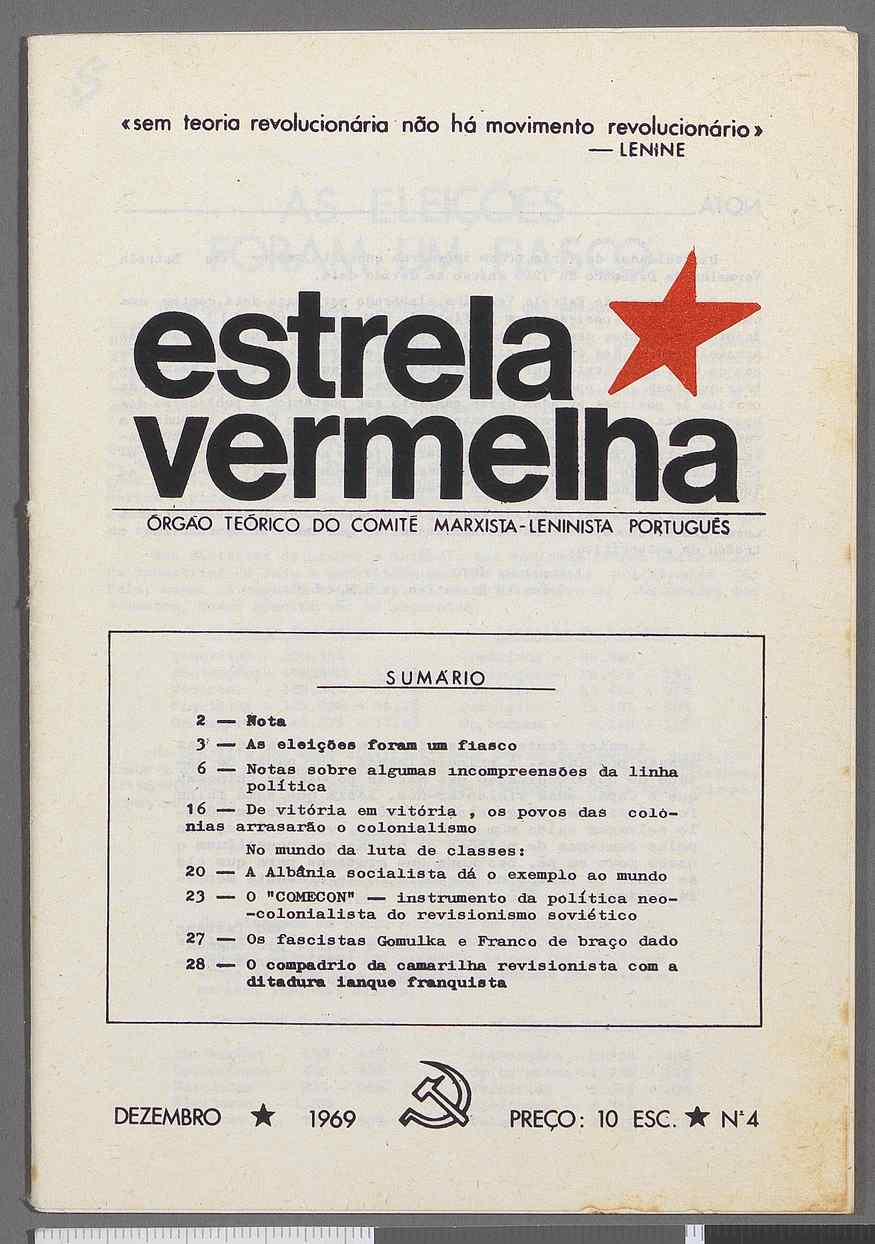 «sem teoria revolucionária não há movimento revolucionário»
— LENINE
estrela
vermelha
ÓRGÃO TEÓRICO DO COMITÉ MARXISTA-LENINISTA PORTUGUÊS
SUMÁRIO
2 — Nota
3 — As eleições foram um fiasco
6 — Notas sobre algumas incompreensões da linha
política
16 — De vitória em vitória , os povos das coló-
nias arrasarão o colonialismo
No mundo da luta de classes:
20 — A Albânia socialista dá o exemplo ao mundo
23 — O "COMECON" — instrumento da política neo-
-colonialista do revisionismo soviético
27 — Os fascistas Gomulka e Franco de braço dado
28 — O compadrio da camarilha revisionista com a
ditadura ianque franquista
DEZEMBRO ★ 1969 PREÇO: 10 ESC. ★ Nº4